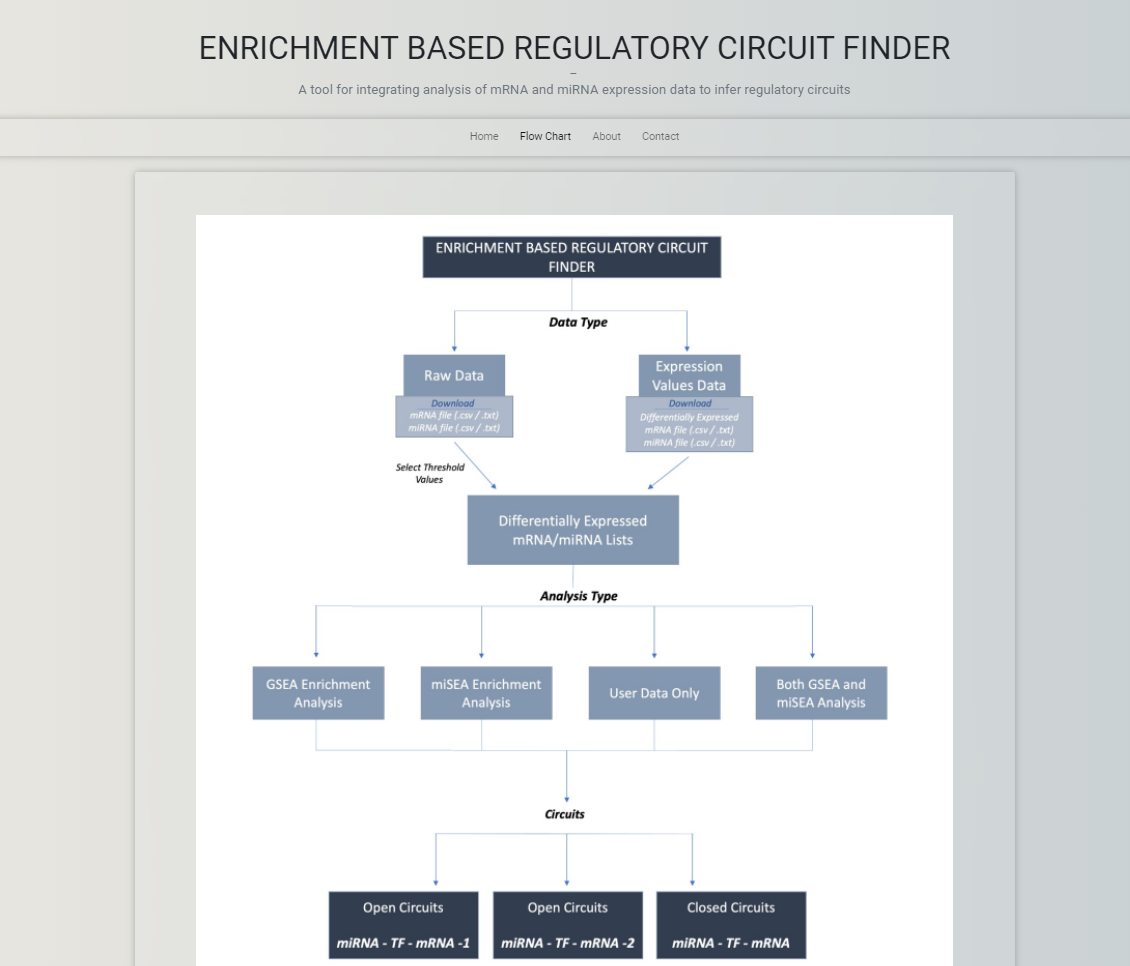 ENRICHMENT BASED REGULATORY CIRCUIT FINDER
–
A tool for integrating analysis of mRNA and miRNA expression data to infer regulatory circuits
Home Flow Chart About Contact
ENRICHMENT BASED REGULATORY CIRCUIT
FINDER
Data Type
Raw Data
Download
mRNA file (.csv / .txt)
miRNA file (.csv / .txt)
Expression
Values Data
Download
Differentially Expressed
mRNA file (.csv / .txt)
miRNA file (.csv / .txt)
Select Threshold
Values
Differentially Expressed
mRNA/miRNA Lists
Analysis Type
GSEA Enrichment
Analysis
miSEA Enrichment
Analysis
User Data Only
Both GSEA and
miSEA Analysis
Circuits
Open Circuits
miRNA - TF - mRNA -1
Open Circuits
miRNA - TF - mRNA -2
Closed Circuits
miRNA - TF - mRNA